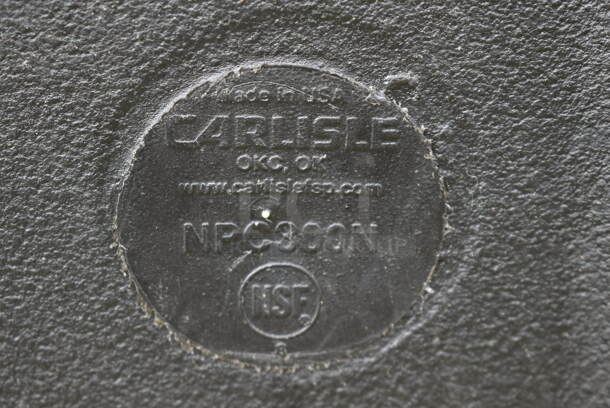 Made in USA
CARLISLE
OKC, OK
www.carlislefsp.com
NPC300N
NSF